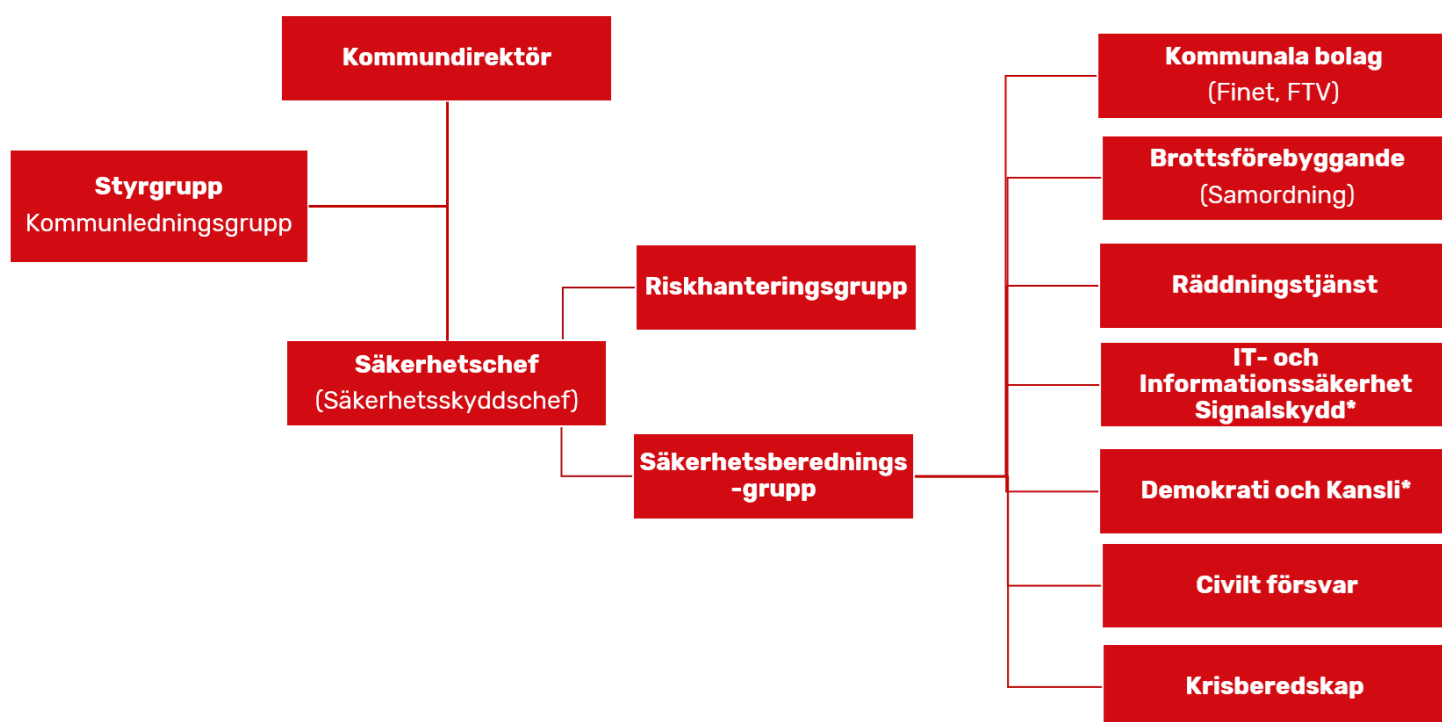 Kommundirektör
Styrgrupp
Kommunledningsgrupp
Säkerhetschef
(Säkerhetsskyddschef)
Riskhanteringsgrupp
Säkerhetsberednings
-grupp
Kommunala bolag
(Finet, FTV)
Brottsförebyggande
(Samordning)
Räddningstjänst
IT- och
Informationssäkerhet
Signalskydd*
Demokrati och Kansli*
Civilt försvar
Krisberedskap